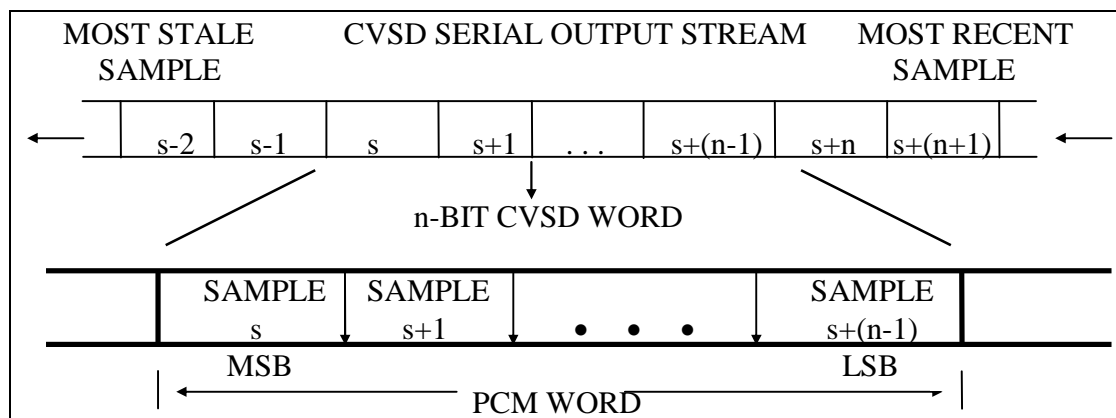 MOST STALE SAMPLE
CVSD SERIAL OUTPUT STREAM
MOST RECENT SAMPLE
s-2 s-1 s s+1 . . . s+(n-1) s+n s+(n+1)
n-BIT CVSD WORD
SAMPLE s
SAMPLE s+1
• • •
SAMPLE s+(n-1)
MSB LSB
PCM WORD